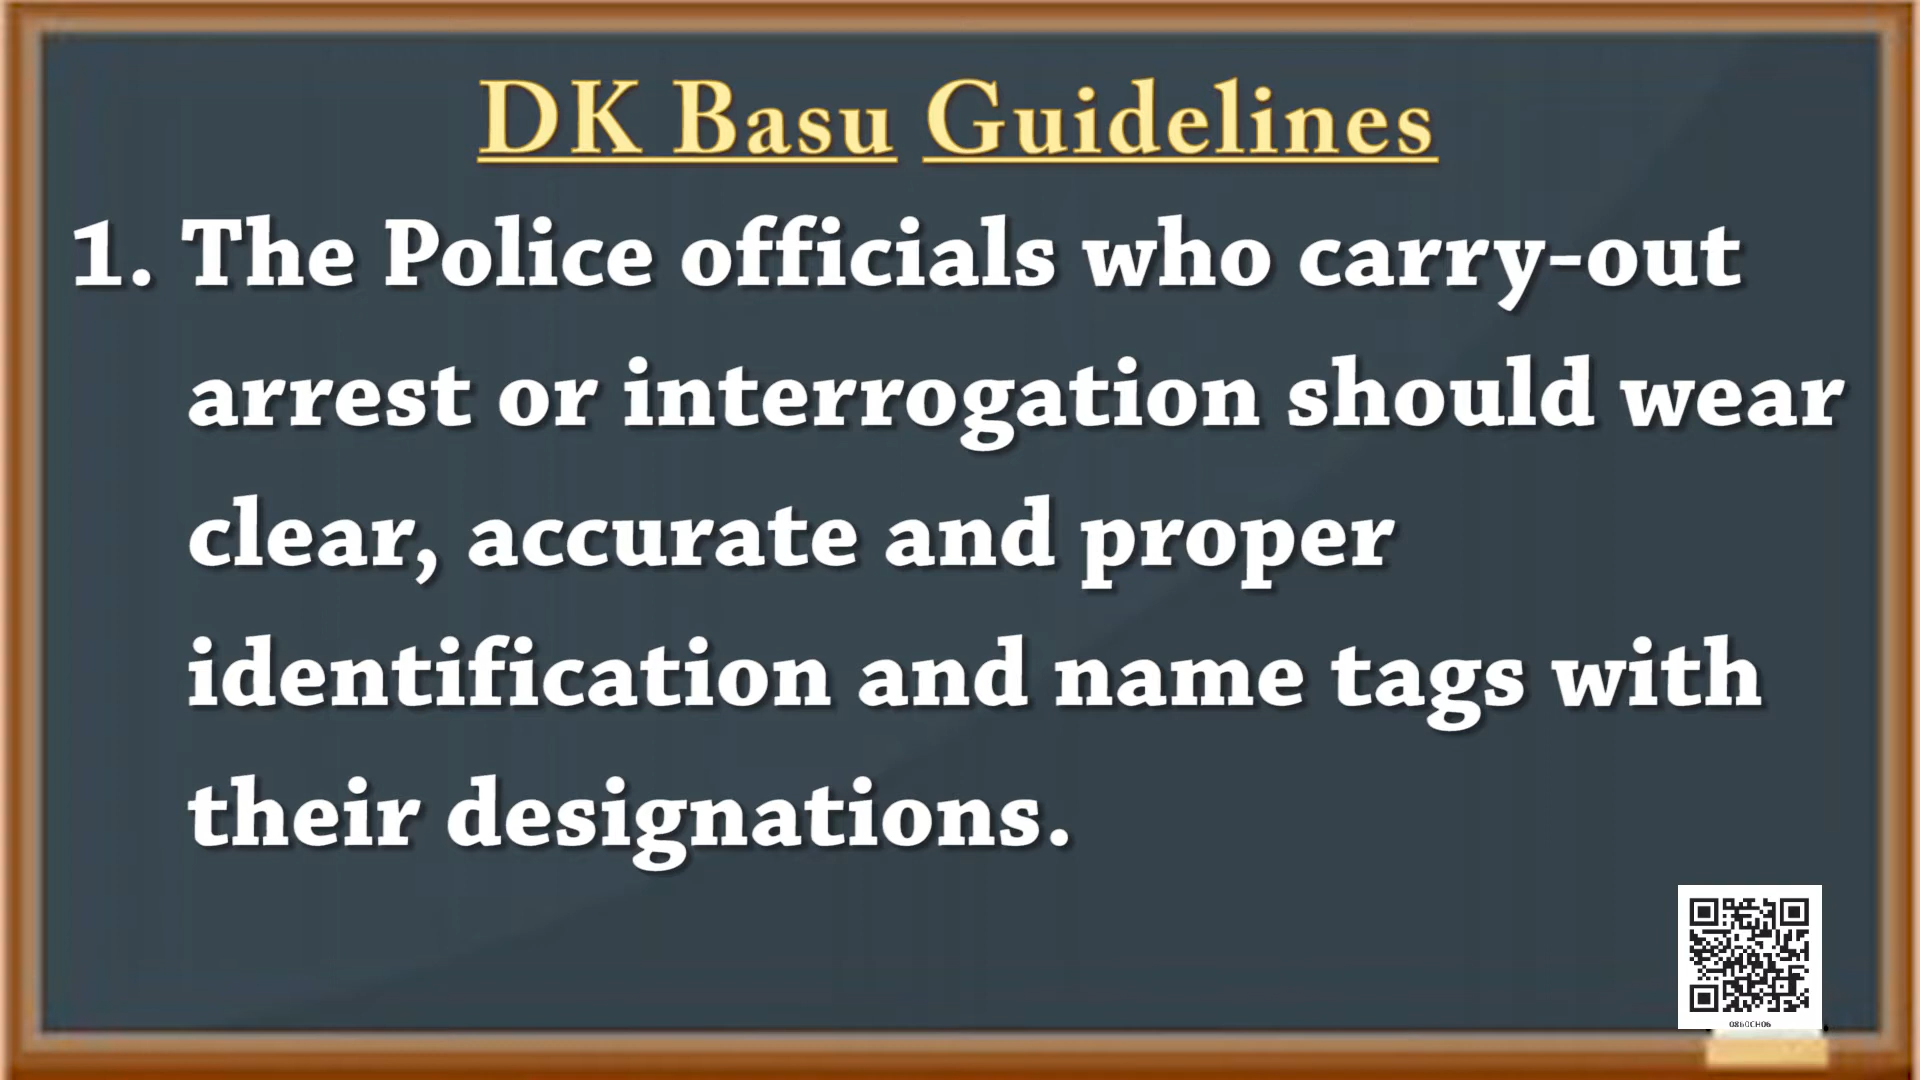 DK Basu Guidelines
1. The Police officials who carry-out
arrest or interrogation should wear
clear, accurate and proper
identification and name tags with
their designations.
0860CH06